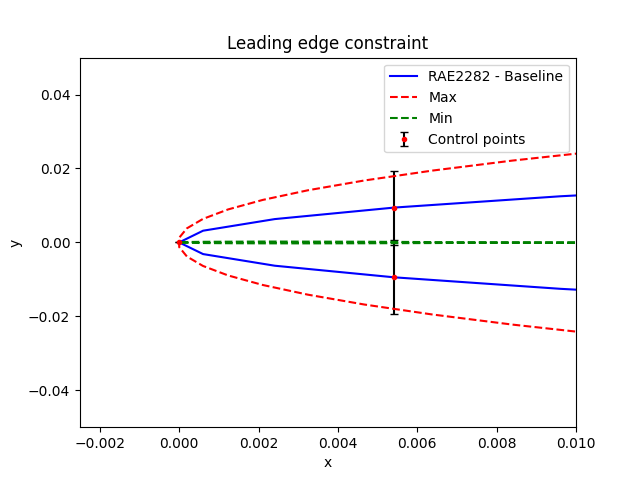 Leading edge constraint
RAE2282 - Baseline
Max
Min
Control points
y
0.04
0.02
0.00
−0.02
−0.04
−0.002
0.000
0.002
0.004
0.006
0.008
0.010
x